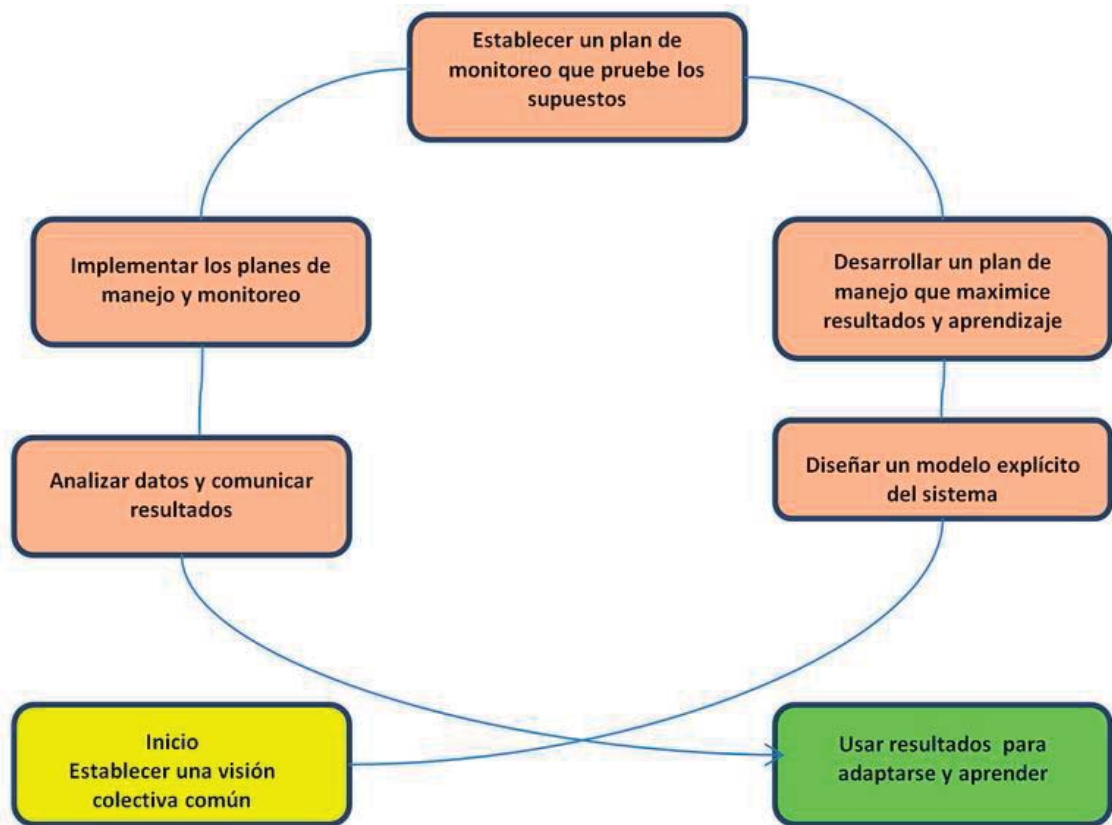 Establecer un plan de
monitoreo que pruebe los
supuestos
Implementar los planes de
manejo y monitoreo
Desarrollar un plan de
manejo que maximice
resultados y aprendizaje
Analizar datos y comunicar
resultados
Diseñar un modelo explícito
del sistema
Inicio
Establecer una visión
colectiva común
Usar resultados para
adaptarse y aprender